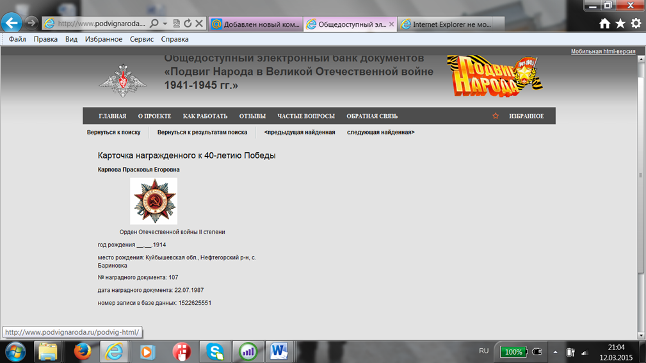 http://www.podvignaroda....
Добавлен новый ком...
Общедоступный эл...
Internet Explorer не мо...
Файл Правка Вид Избранное Сервис Справка
Мобильная html-версия
Общедоступный электронный банк документов
«Подвиг Народа в Великой Отечественной войне
1941-1945 гг.»
ПОДВИГ
НАРОДА
ГЛАВНАЯ О ПРОЕКТЕ КАК РАБОТАТЬ ОТЗЫВЫ ЧАСТЫЕ ВОПРОСЫ ОБРАТНАЯ СВЯЗЬ ИЗБРАННОЕ
Вернуться к поиску Вернуться к результатам поиска <предыдущая найденная следующая найденная>
Карточка награжденного к 40-летию Победы
Карпова Прасковья Егоровна
Орден Отечественной войны II степени
год рождения __.__.1914
место рождения: Куйбышевская обл., Нефтегорский р-н, с.
Бариновка
№ наградного документа: 107
дата наградного документа: 22.07.1987
номер записи в базе данных: 1522625551
http://www.podvignaroda.ru/podvig-html/
RU
100%
21:04
12.03.2015